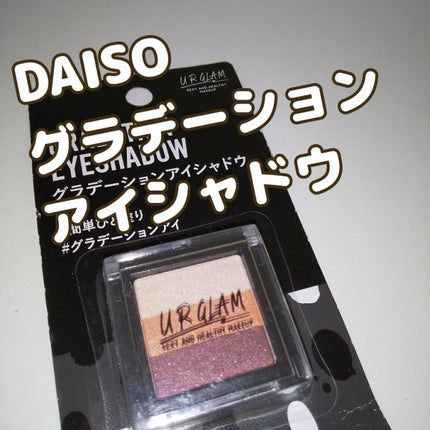 DAISO
グラデーション
アイシャドウ
UR GLAM
SEXY AND HEALTHY
MAKEUP
EYESHADOW
グラデーションアイシャドウ
#グラデーションアイ
UR GLAM
SEXY AND HEALTHY MAKEUP